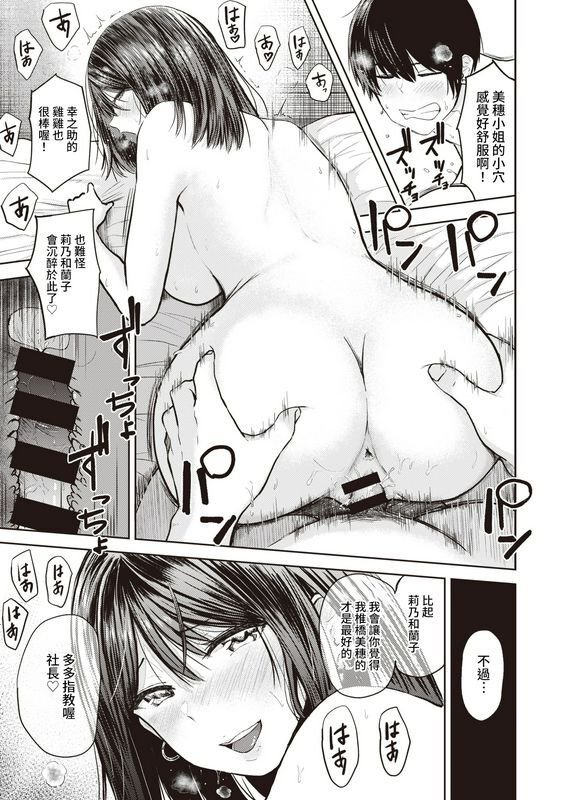 美穗小姐的小穴
感覺好舒服啊！
ズッチョ
ズッチョ
はぁ♡
あ♡
はぁ
あっ
あ
はぁ
幸之助的
雞雞也
很棒喔！
はぁ
あ
あ
也難怪
莉乃和蘭子
會沉醉於此了♡
パン
パン
パン
パン
ずっちょ
ずっちょ
不過…
比起
莉乃和蘭子
我會讓你覺得
我椎橋美穗的
才是最好的
はぁ
はぁ
はぁ
多多指教喔
社長♡
はぁ
はぁ